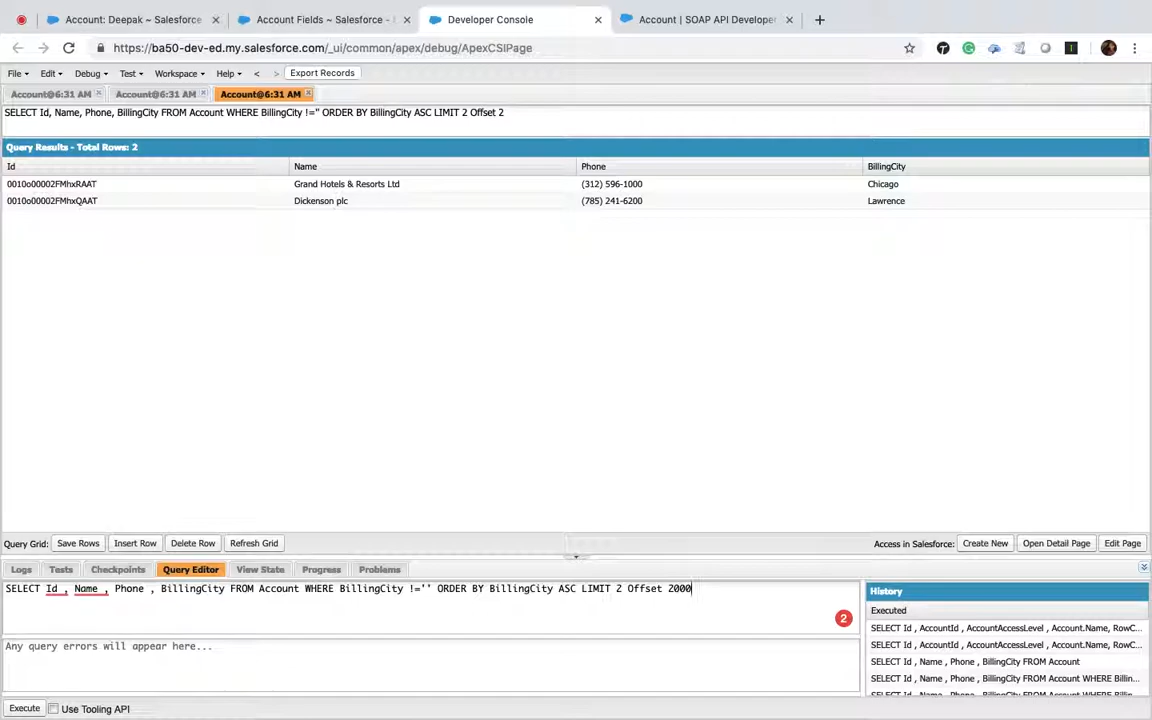 Account: Deepak ~ Salesforce
Account Fields ~ Salesforce -
Developer Console
Account | SOAP API Developer
https://ba50-dev-ed.my.salesforce.com/_ui/common/apex/debug/ApexCSIPage
File
Edit
Debug
Test
Workspace
Help
<
>
Export Records
Account@6:31 AM
Account@6:31 AM
Account@6:31 AM
SELECT Id, Name, Phone, BillingCity FROM Account WHERE BillingCity !='' ORDER BY BillingCity ASC LIMIT 2 Offset 2
Query Results - Total Rows: 2
Id Name Phone BillingCity
0010o00002FMhxRAAT Grand Hotels & Resorts Ltd (312) 596-1000 Chicago
0010o00002FMhxQAAT Dickenson plc (785) 241-6200 Lawrence
Query Grid: Save Rows Insert Row Delete Row Refresh Grid
Access in Salesforce: Create New Open Detail Page Edit Page
Logs Tests Checkpoints Query Editor View State Progress Problems
SELECT Id , Name , Phone , BillingCity FROM Account WHERE BillingCity !='' ORDER BY BillingCity ASC LIMIT 2 Offset 2000
2
Any query errors will appear here...
History
Executed
SELECT Id , AccountId , AccountAccessLevel , Account.Name, RowC...
SELECT Id , AccountId , AccountAccessLevel , Account.Name, RowC...
SELECT Id , Name , Phone , BillingCity FROM Account
SELECT Id , Name , Phone , BillingCity FROM Account WHERE Billin...
SELECT Id , Name , Phone , BillingCity FROM Account WHERE Billin...
Execute Use Tooling API